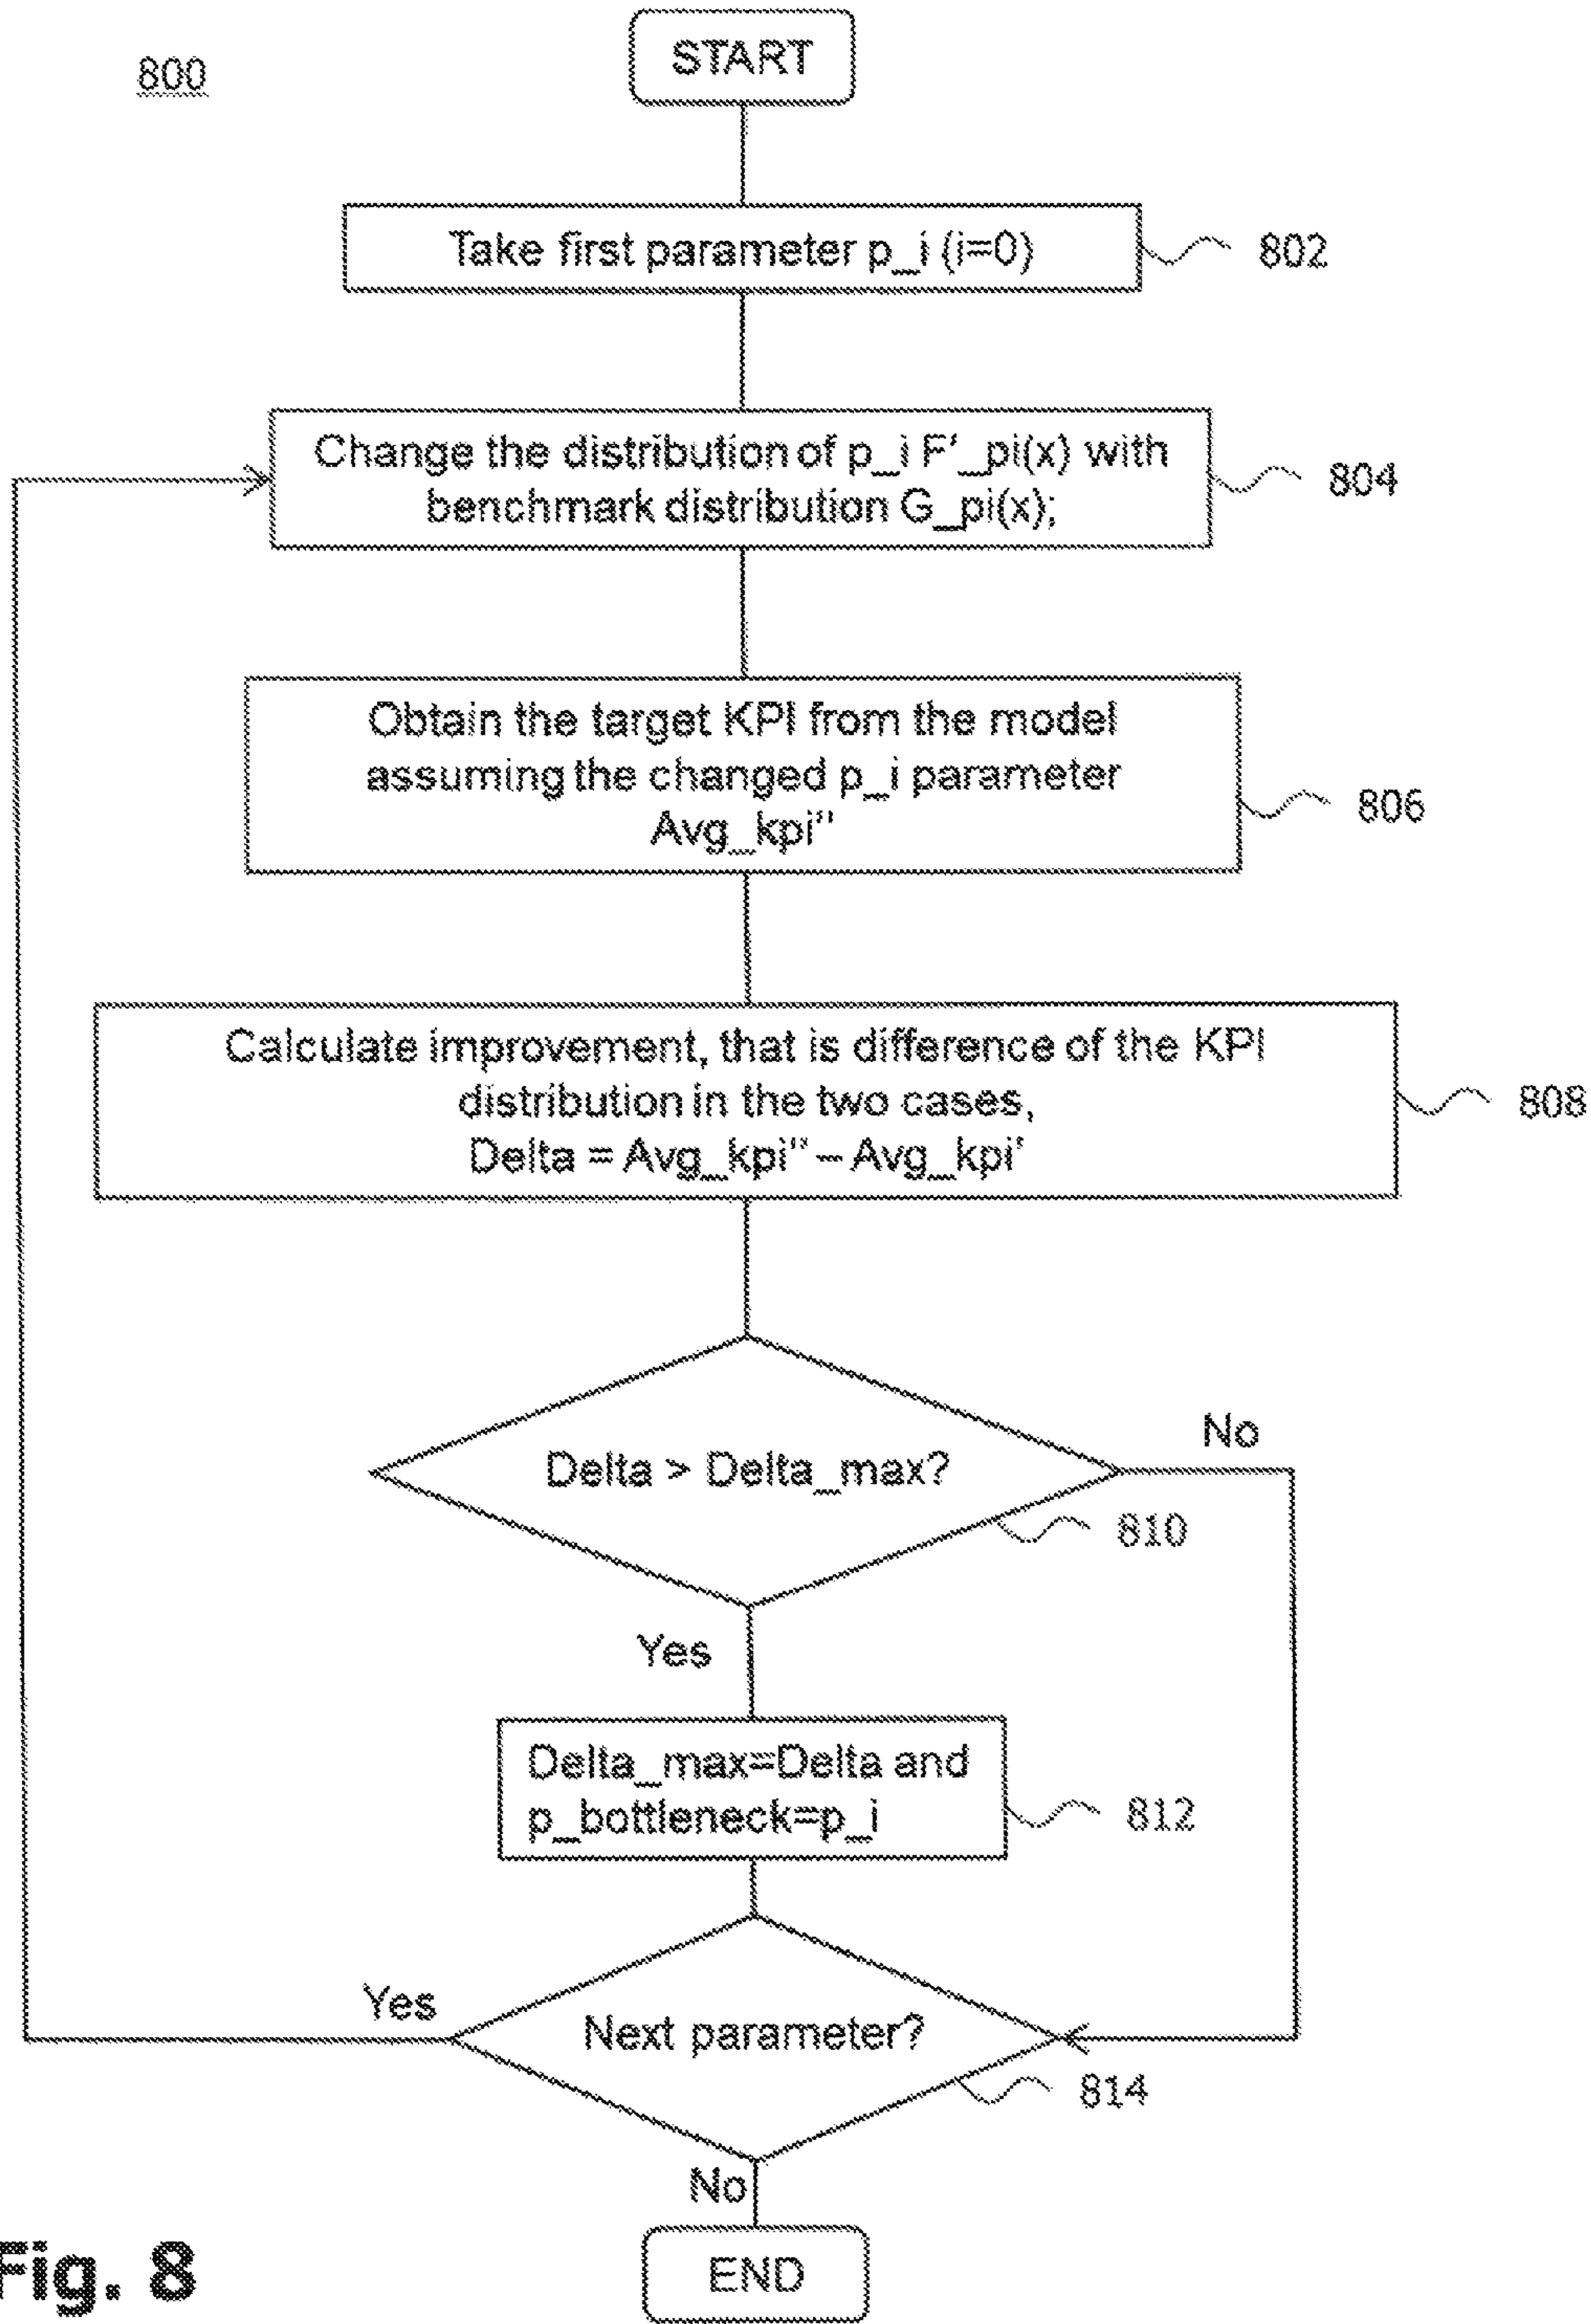 START
800
Take first parameter p_i (i=0)
802
Change the distribution of p_i F'_pi(x) with
benchmark distribution G_pi(x);
804
Obtain the target KPI from the model
assuming the changed p_i parameter
Avg_kpi"
806
Calculate improvement, that is difference of the KPI
distribution in the two cases,
Delta = Avg_kpi" – Avg_kpi'
808
Delta > Delta_max?
No
810
Yes
Delta_max=Delta and
p_bottleneck=p_i
812
Yes
Next parameter?
814
No
END
Fig. 8